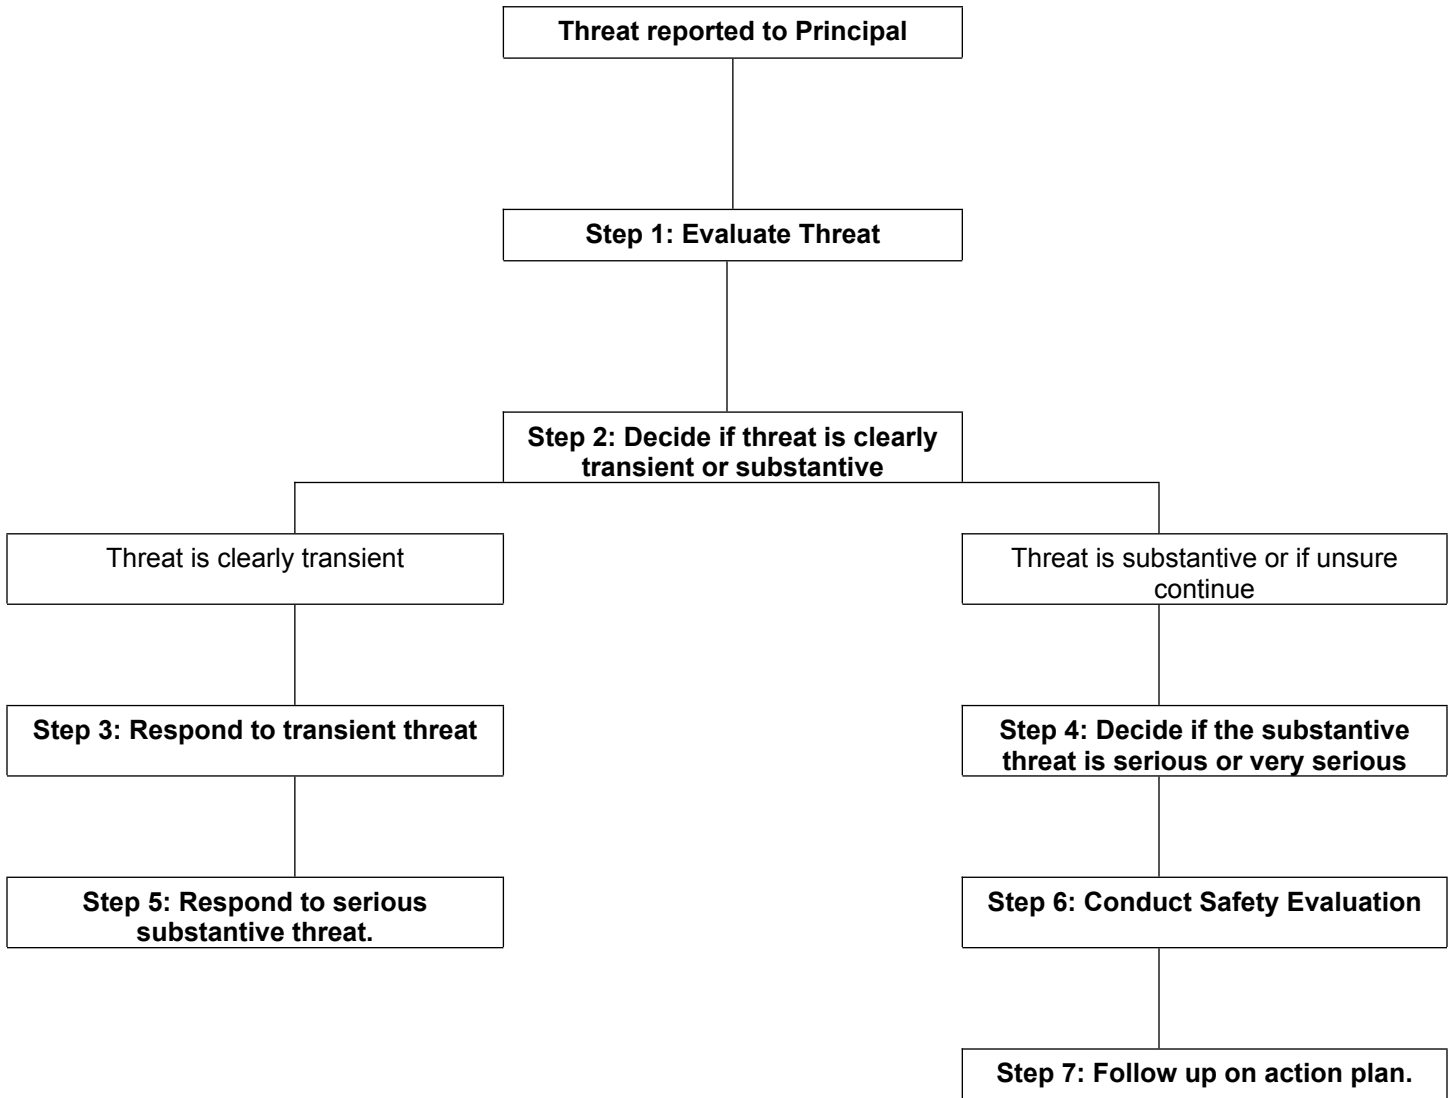 Threat reported to Principal
Step 1: Evaluate Threat
Step 2: Decide if threat is clearly
transient or substantive
Threat is clearly transient
Threat is substantive or if unsure
continue
Step 3: Respond to transient threat
Step 4: Decide if the substantive
threat is serious or very serious
Step 5: Respond to serious
substantive threat.
Step 6: Conduct Safety Evaluation
Step 7: Follow up on action plan.